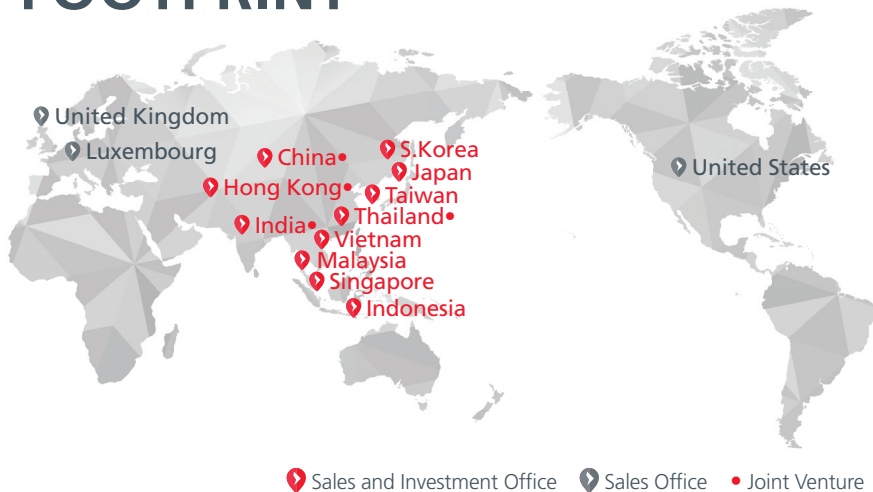 FOOTPRINT
United Kingdom
Luxembourg
China•
S.Korea
Japan
Hong Kong•
Taiwan
India•
Thailand•
Vietnam
Malaysia
Singapore
Indonesia
United States
Sales and Investment Office Sales Office • Joint Venture